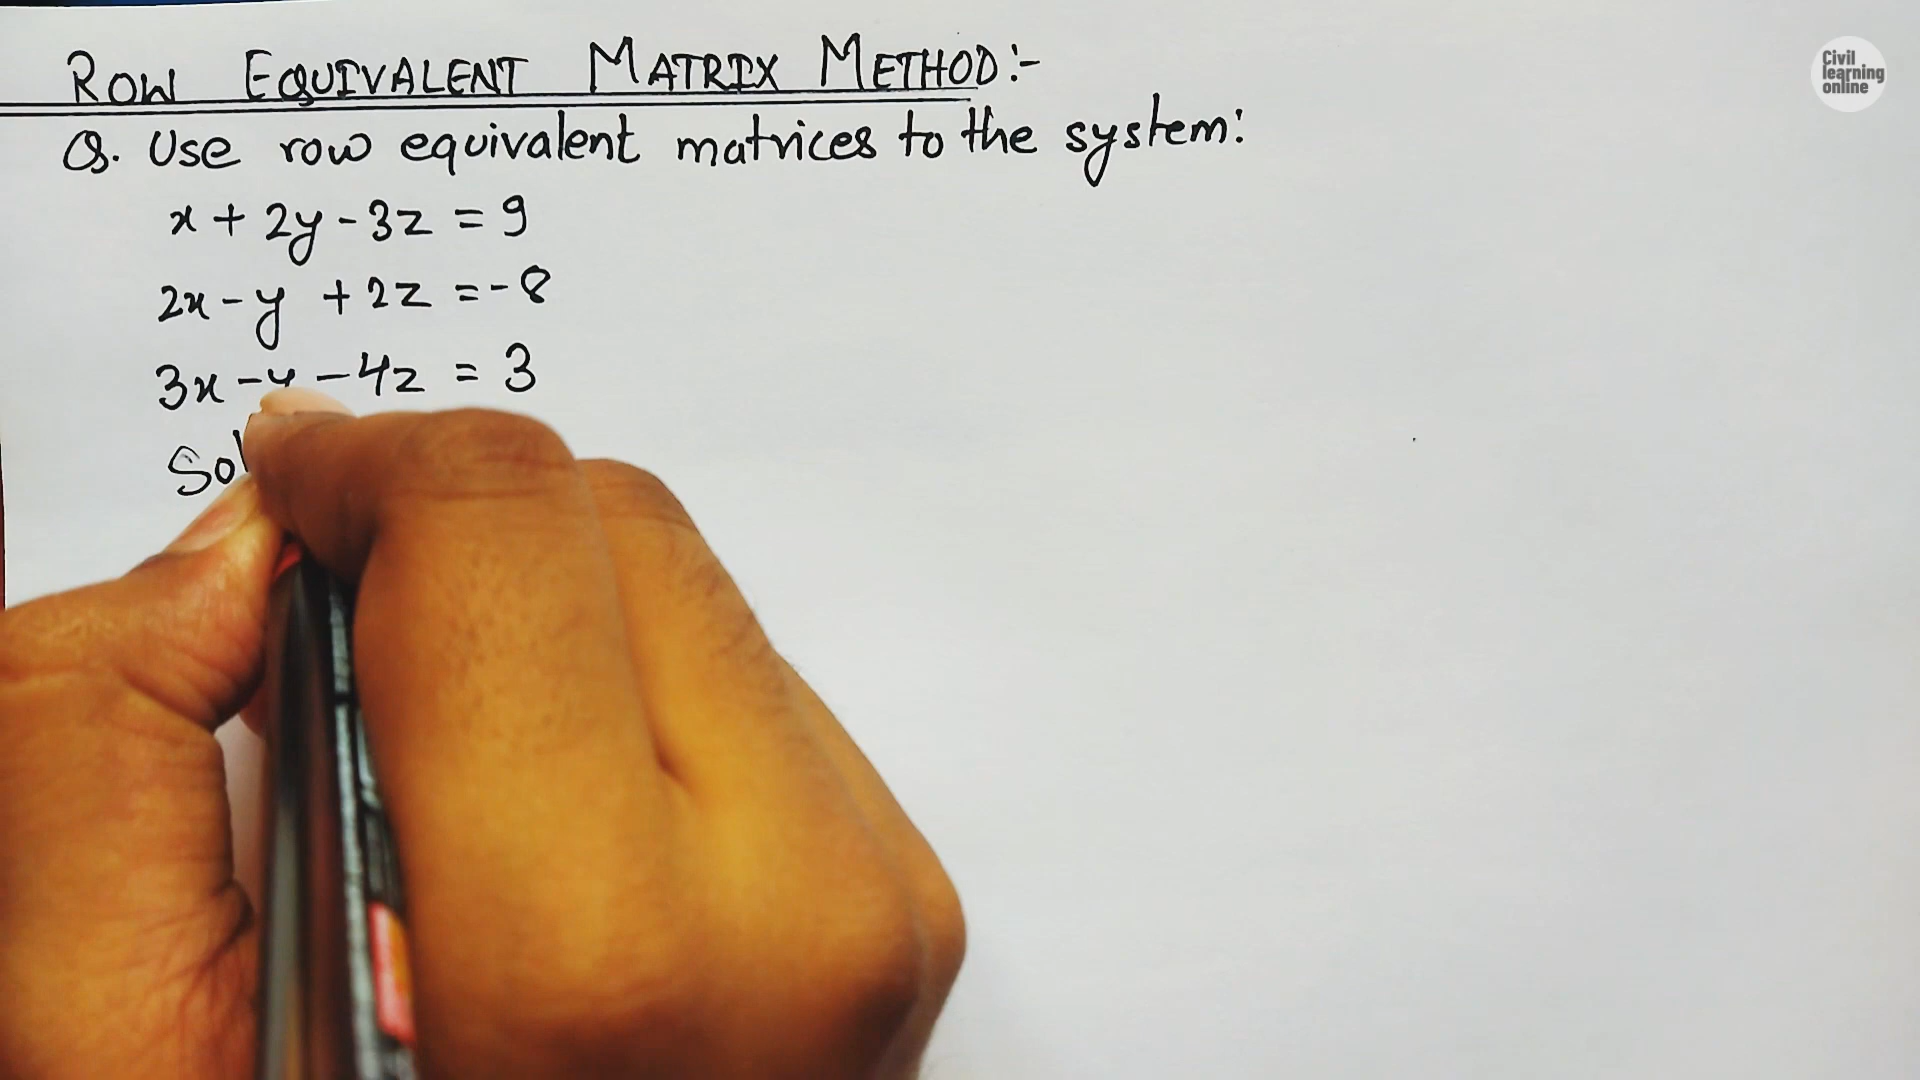 ROW EQUIVALENT MATRIX METHOD:-
Q. Use row equivalent matrices to the system:
x + 2y - 3z = 9
2x - y + 2z = -8
3x - y - 4z = 3
Sol
Civil
learning
online